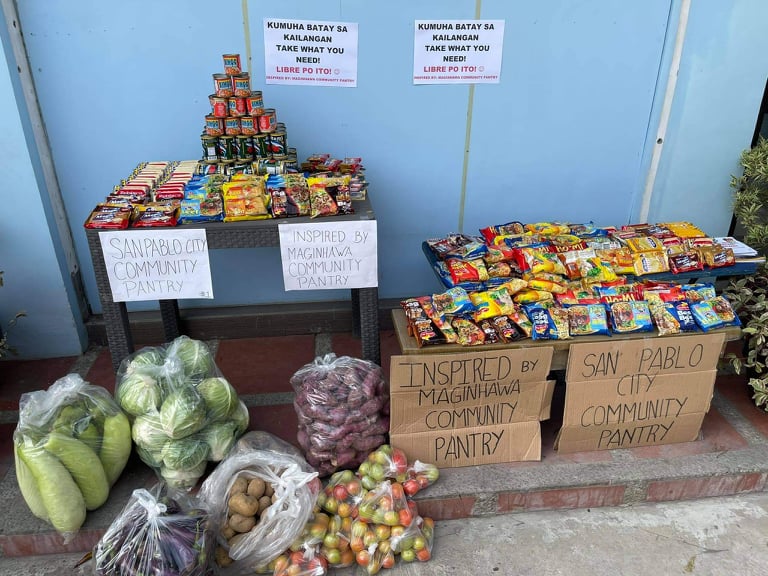 KUMUHA BATAY SA
KAILANGAN
TAKE WHAT YOU
NEED!
LIBRE PO ITO! ☺
INSPIRED BY: MAGINHAWA COMMUNITY PANTRY
KUMUHA BATAY SA
KAILANGAN
TAKE WHAT YOU
NEED!
LIBRE PO ITO! ☺
INSPIRED BY: MAGINHAWA COMMUNITY PANTRY
SAN PABLO CITY
COMMUNITY
PANTRY
INSPIRED BY
MAGINHAWA
COMMUNITY
PANTRY
INSPIRED BY
MAGINHAWA
COMMUNITY
PANTRY
SAN PABLO
CITY
COMMUNITY
PANTRY